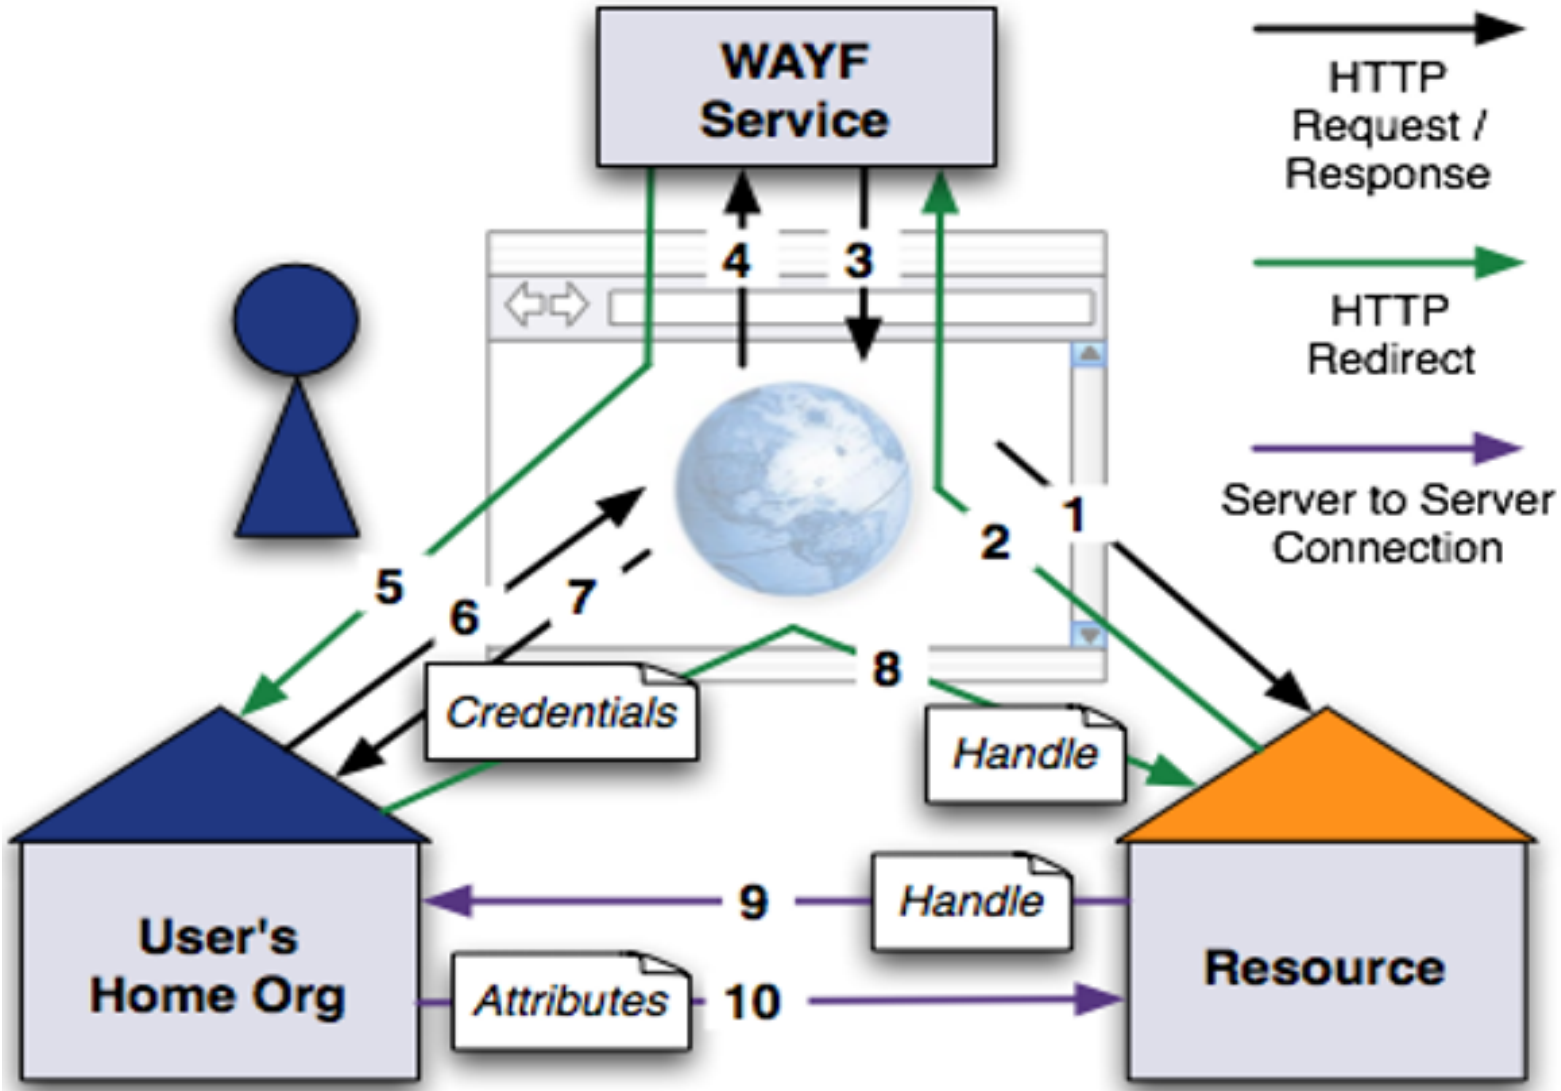 WAYF
Service
HTTP
Request /
Response
4
3
HTTP
Redirect
1
Server to Server
Connection
2
5
7
6
8
Credentials
Handle
9
Handle
User's
Home Org
Resource
Attributes
10